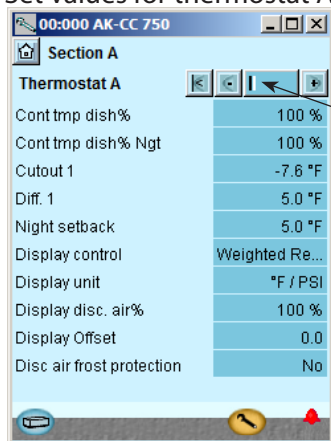 Set values for thermostat A
00:000 AK-CC 750
Section A
Thermostat A
Cont tmp dish% 100 %
Cont tmp dish% Ngt 100 %
Cutout 1 -7.6 °F
Diff. 1 5.0 °F
Night setback 5.0 °F
Display control Weighted Re...
Display unit °F / PSI
Display disc. air% 100 %
Display Offset 0.0
Disc air frost protection No